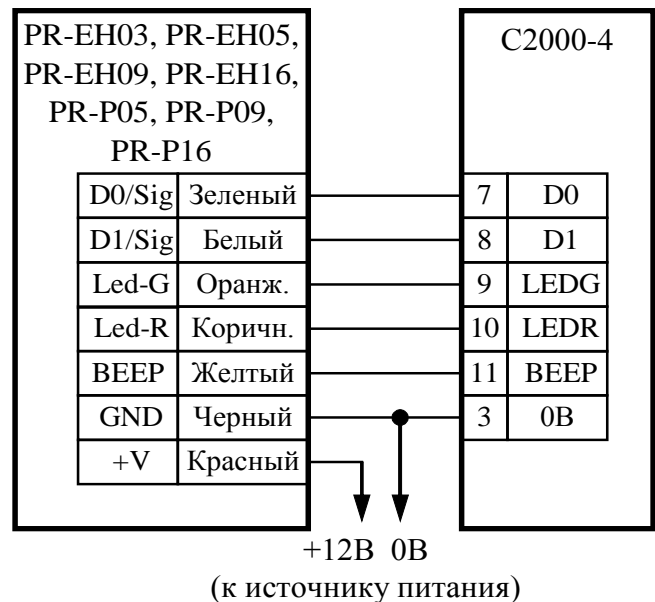 PR-EH03, PR-EH05,
PR-EH09, PR-EH16,
PR-P05, PR-P09,
PR-P16
C2000-4
D0/Sig Зеленый 7 D0
D1/Sig Белый 8 D1
Led-G Оранж. 9 LEDG
Led-R Коричн. 10 LEDR
BEEP Желтый 11 BEEP
GND Черный 3 0В
+V Красный
+12В 0В
(к источнику питания)